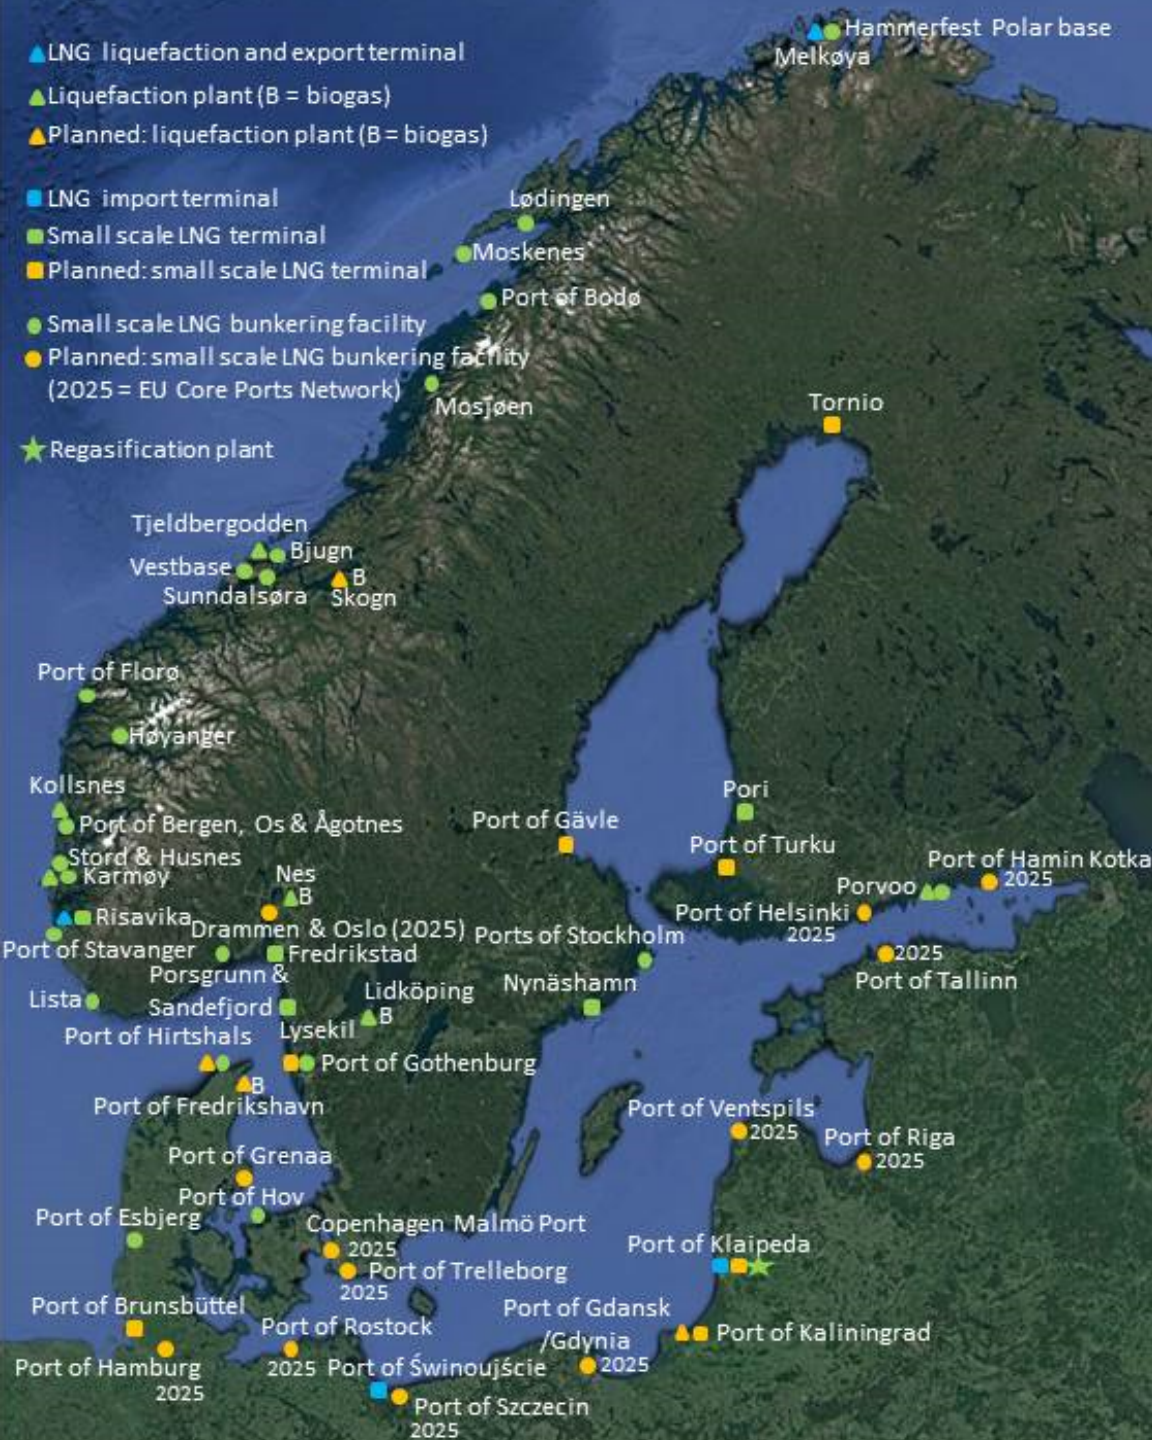 LNG liquefaction and export terminal
Liquefaction plant (B = biogas)
Planned: liquefaction plant (B = biogas)
LNG import terminal
Small scale LNG terminal
Planned: small scale LNG terminal
Small scale LNG bunkering facility
Planned: small scale LNG bunkering facility
(2025 = EU Core Ports Network)
Regasification plant
Hammerfest Polar base
Melkøya
Lødingen
Moskenes
Port of Bodø
Mosjøen
Tornio
Tjeldbergodden
Bjugn
Vestbase
B
Sunndalsøra
Skogn
Port of Florø
Høyanger
Kollsnes
Port of Bergen, Os & Ågotnes
Stord & Husnes
Karmøy
Nes
B
Risavika
Drammen & Oslo (2025)
Port of Stavanger
Fredrikstad
Porsgrunn &
Sandefjord
Lista
Lysekil
Lidköping
B
Port of Gävle
Pori
Port of Turku
Port of Hamin Kotka
2025
Porvoo
Port of Helsinki
2025
Ports of Stockholm
2025
Port of Tallinn
Nynäshamn
Port of Hirtshals
Port of Gothenburg
B
Port of Fredrikshavn
Port of Ventspils
2025
Port of Riga
2025
Port of Grenaa
Port of Hov
Port of Esbjerg
Copenhagen Malmö Port
2025
Port of Trelleborg
2025
Port of Klaipeda
Port of Brunsbüttel
Port of Hamburg
2025
Port of Rostock
2025
Port of Gdansk
/Gdynia
2025
Port of Kaliningrad
Port of Świnoujście
Port of Szczecin
2025